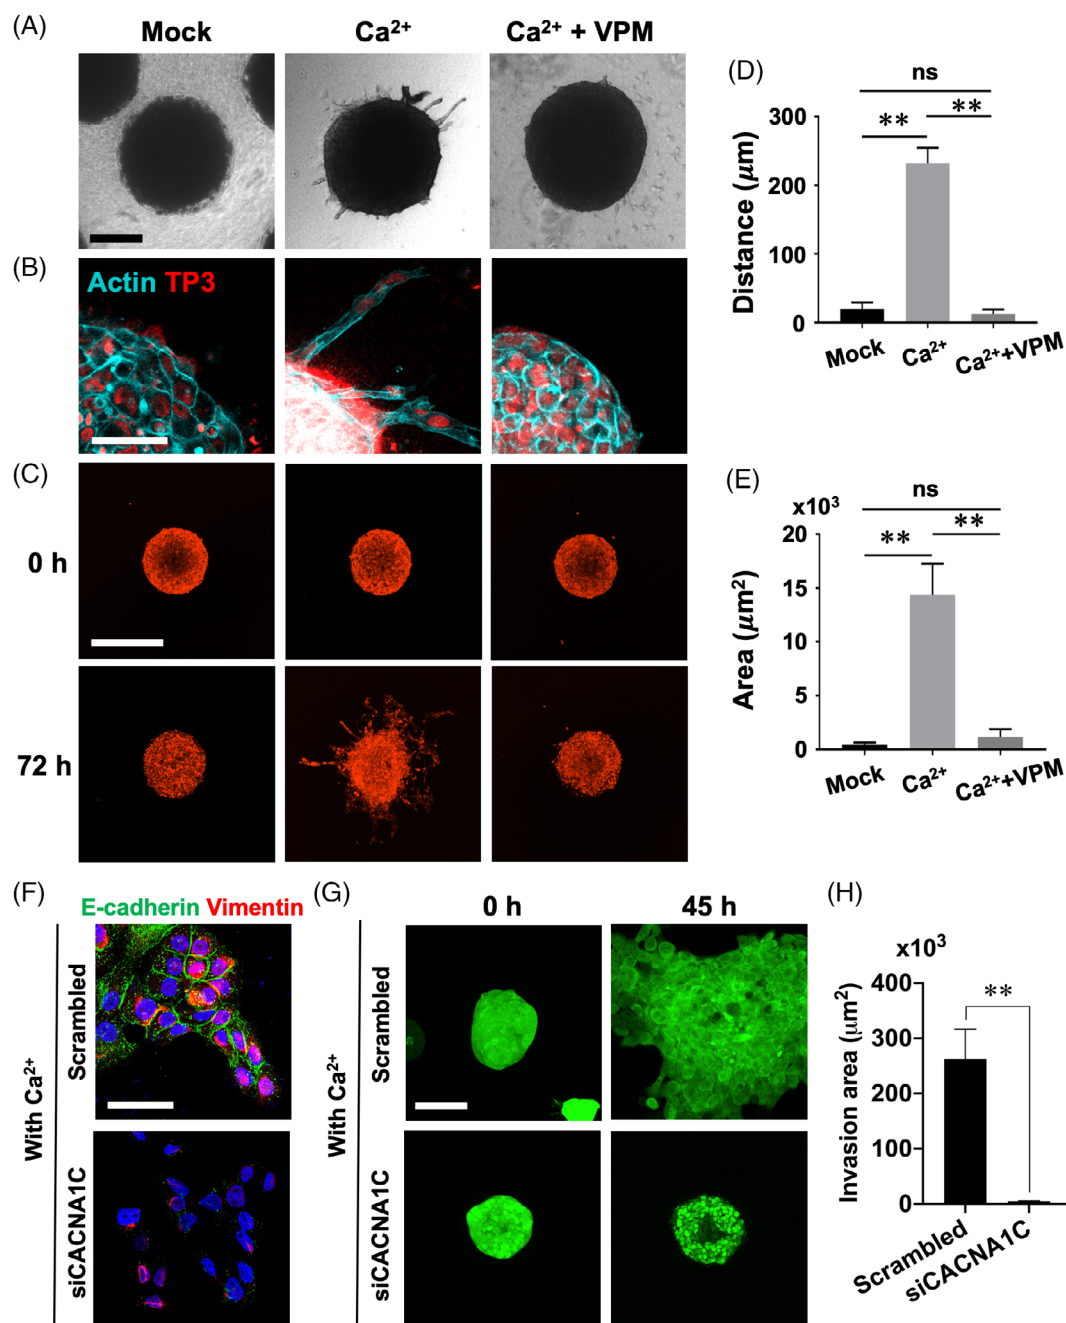 (A)
Mock
Ca²⁺
Ca²⁺ + VPM
(B)
Actin TP3
(C)
0 h
72 h
(D)
ns
**
**
Distance (μm)
300
200
100
0
Mock
Ca²⁺
Ca²⁺+VPM
(E)
ns
x10³
**
**
Area (μm²)
20
15
10
5
0
Mock
Ca²⁺
Ca²⁺+VPM
(F)
E-cadherin Vimentin
With Ca²⁺
Scrambled
siCACNA1C
(G)
0 h
45 h
With Ca²⁺
Scrambled
siCACNA1C
(H)
x10³
**
Invasion area (μm²)
400
300
200
100
0
Scrambled
siCACNA1C